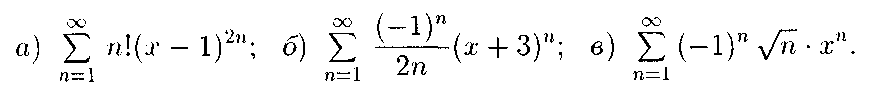 а) $\sum_{n=1}^{\infty} n!(x-1)^{2n}$; б) $\sum_{n=1}^{\infty} \frac{(-1)^n}{2n}(x+3)^n$; в) $\sum_{n=1}^{\infty} (-1)^n \sqrt{n} \cdot x^n$.